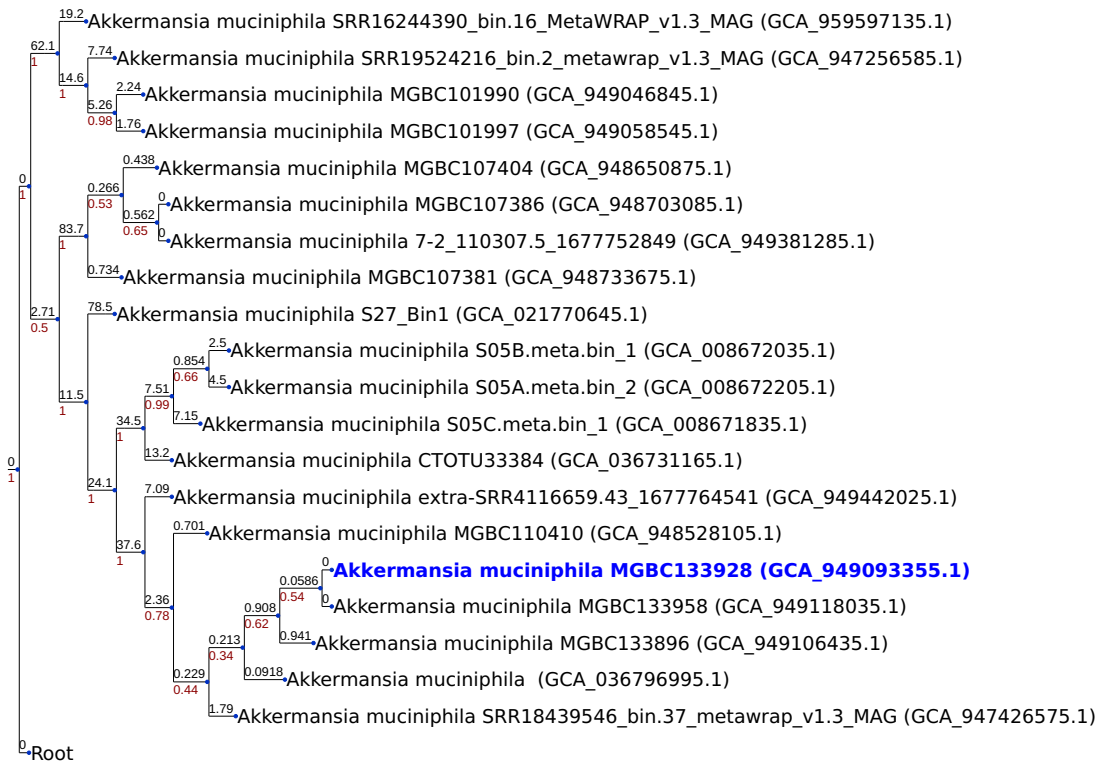 19.2 Akkermansia muciniphila SRR16244390_bin.16_MetaWRAP_v1.3_MAG (GCA_959597135.1)
62.1
1
7.74 Akkermansia muciniphila SRR19524216_bin.2_metawrap_v1.3_MAG (GCA_947256585.1)
14.6
1
2.24 Akkermansia muciniphila MGBC101990 (GCA_949046845.1)
5.26
0.98
1.76 Akkermansia muciniphila MGBC101997 (GCA_949058545.1)
0.438 Akkermansia muciniphila MGBC107404 (GCA_948650875.1)
0
1
0.266
0.53
0 Akkermansia muciniphila MGBC107386 (GCA_948703085.1)
0.562
0.65
83.7
1
0 Akkermansia muciniphila 7-2_110307.5_1677752849 (GCA_949381285.1)
0.734 Akkermansia muciniphila MGBC107381 (GCA_948733675.1)
2.71
0.5
78.5 Akkermansia muciniphila S27_Bin1 (GCA_021770645.1)
2.5 Akkermansia muciniphila S05B.meta.bin_1 (GCA_008672035.1)
0.854
0.66
4.5 Akkermansia muciniphila S05A.meta.bin_2 (GCA_008672205.1)
7.51
0.99
11.5
1
7.15 Akkermansia muciniphila S05C.meta.bin_1 (GCA_008671835.1)
34.5
1
13.2 Akkermansia muciniphila CTOTU33384 (GCA_036731165.1)
0
1
24.1
1
7.09 Akkermansia muciniphila extra-SRR4116659.43_1677764541 (GCA_949442025.1)
0.701 Akkermansia muciniphila MGBC110410 (GCA_948528105.1)
37.6
1
0 Akkermansia muciniphila MGBC133928 (GCA_949093355.1)
0.0586
0.54
0 Akkermansia muciniphila MGBC133958 (GCA_949118035.1)
2.36
0.78
0.908
0.62
0.941 Akkermansia muciniphila MGBC133896 (GCA_949106435.1)
0.213
0.34
0.0918 Akkermansia muciniphila (GCA_036796995.1)
0.229
0.44
1.79 Akkermansia muciniphila SRR18439546_bin.37_metawrap_v1.3_MAG (GCA_947426575.1)
0 Root